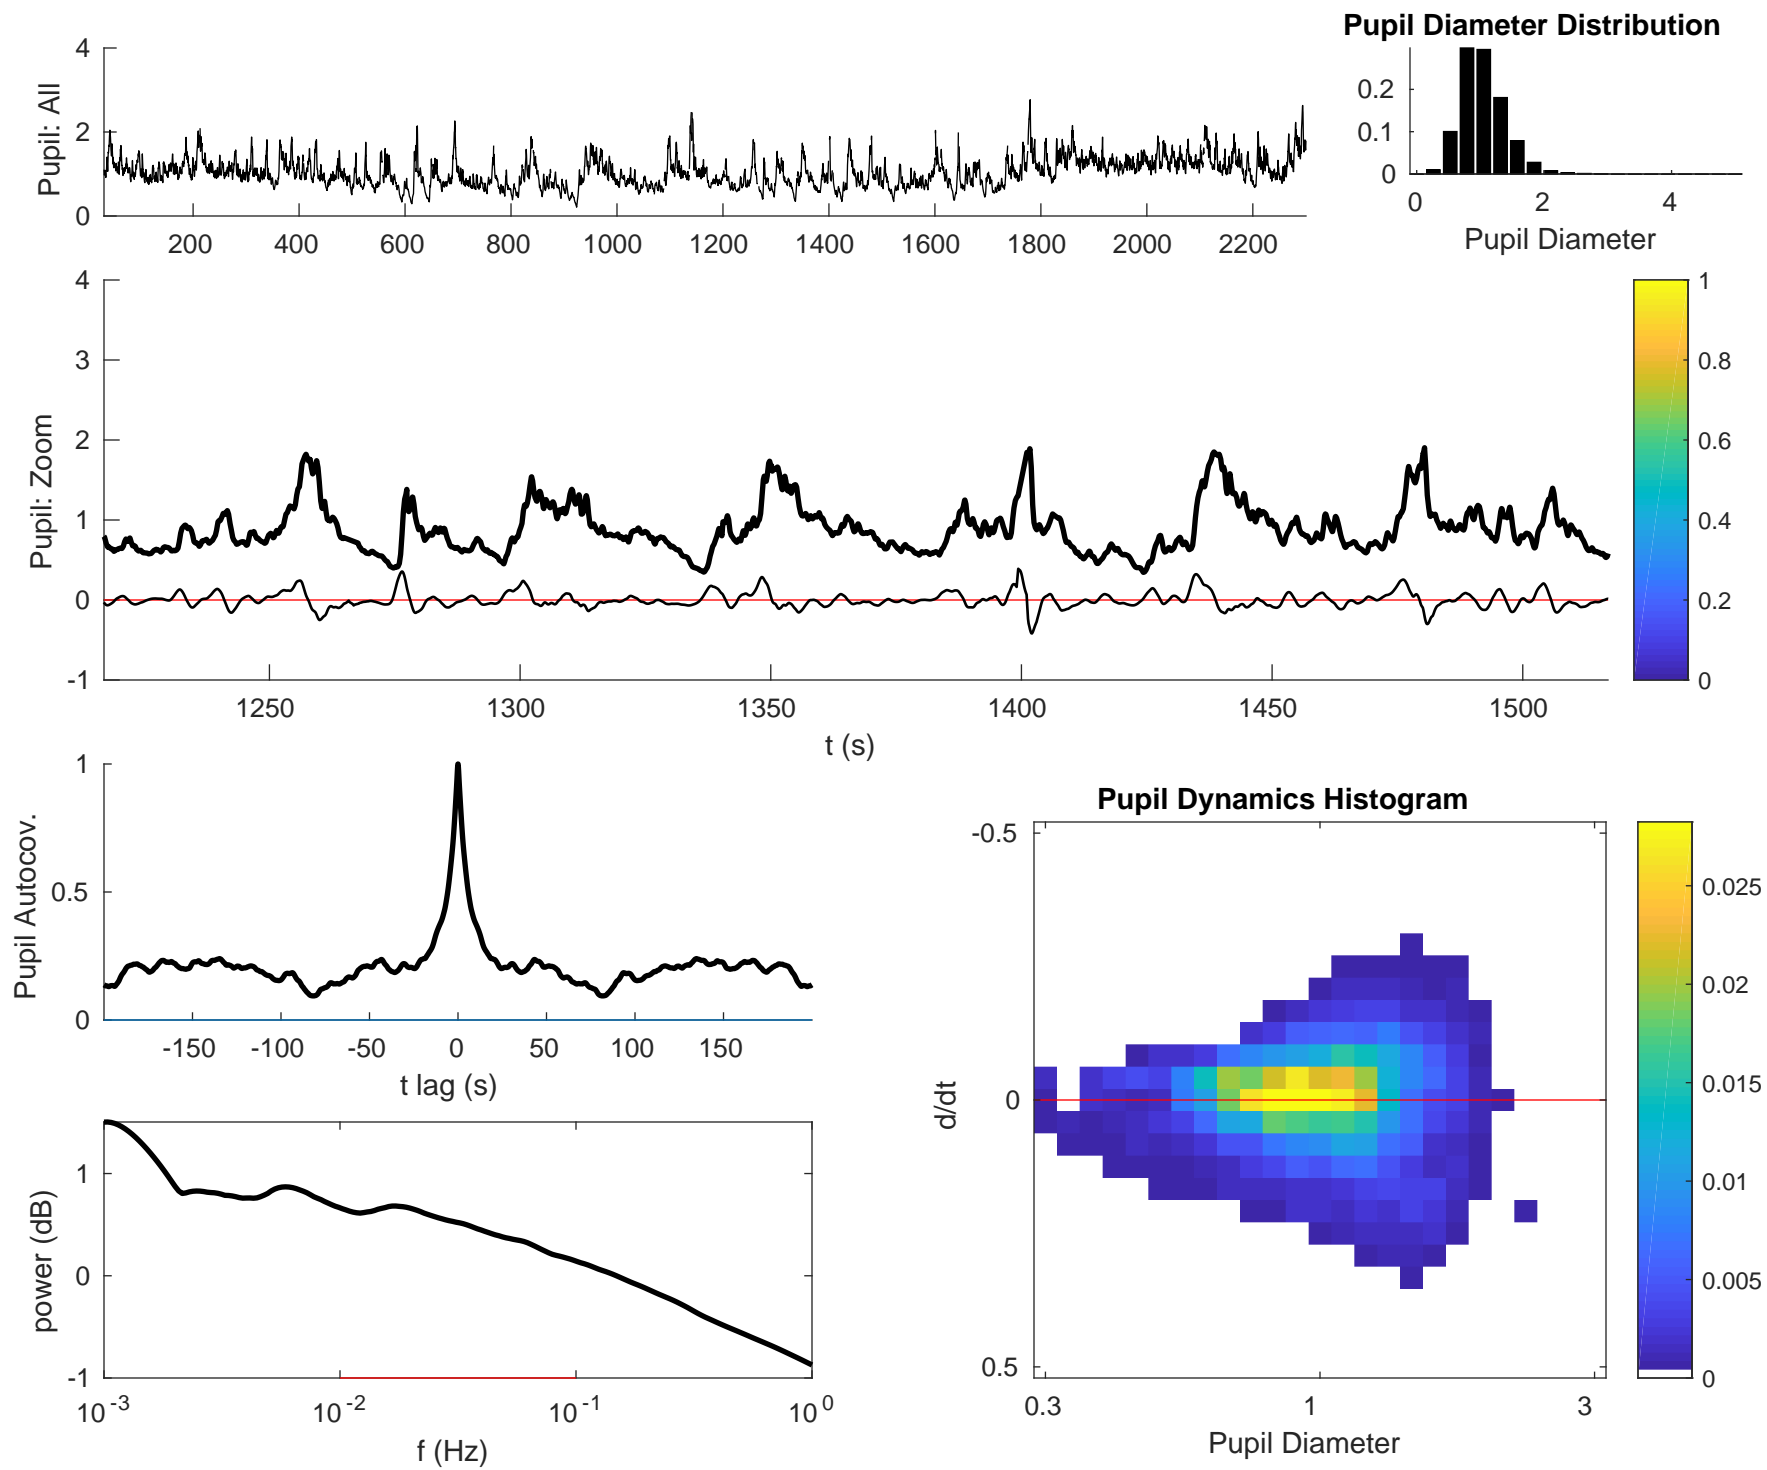 Pupil Diameter Distribution
Pupil: All
4
2
0
200 400 600 800 1000 1200 1400 1600 1800 2000 2200
0.2
0.1
0
0 2 4
Pupil Diameter
Pupil: Zoom
4
3
2
1
0
-1
1250 1300 1350 1400 1450 1500
t (s)
1
0.8
0.6
0.4
0.2
0
Pupil Autocov.
1
0.5
0
-150 -100 -50 0 50 100 150
t lag (s)
power (dB)
1
0
-1
10^-3 10^-2 10^-1 10^0
f (Hz)
Pupil Dynamics Histogram
d/dt
-0.5
0
0.5
0.3 1 3
Pupil Diameter
0.025
0.02
0.015
0.01
0.005
0